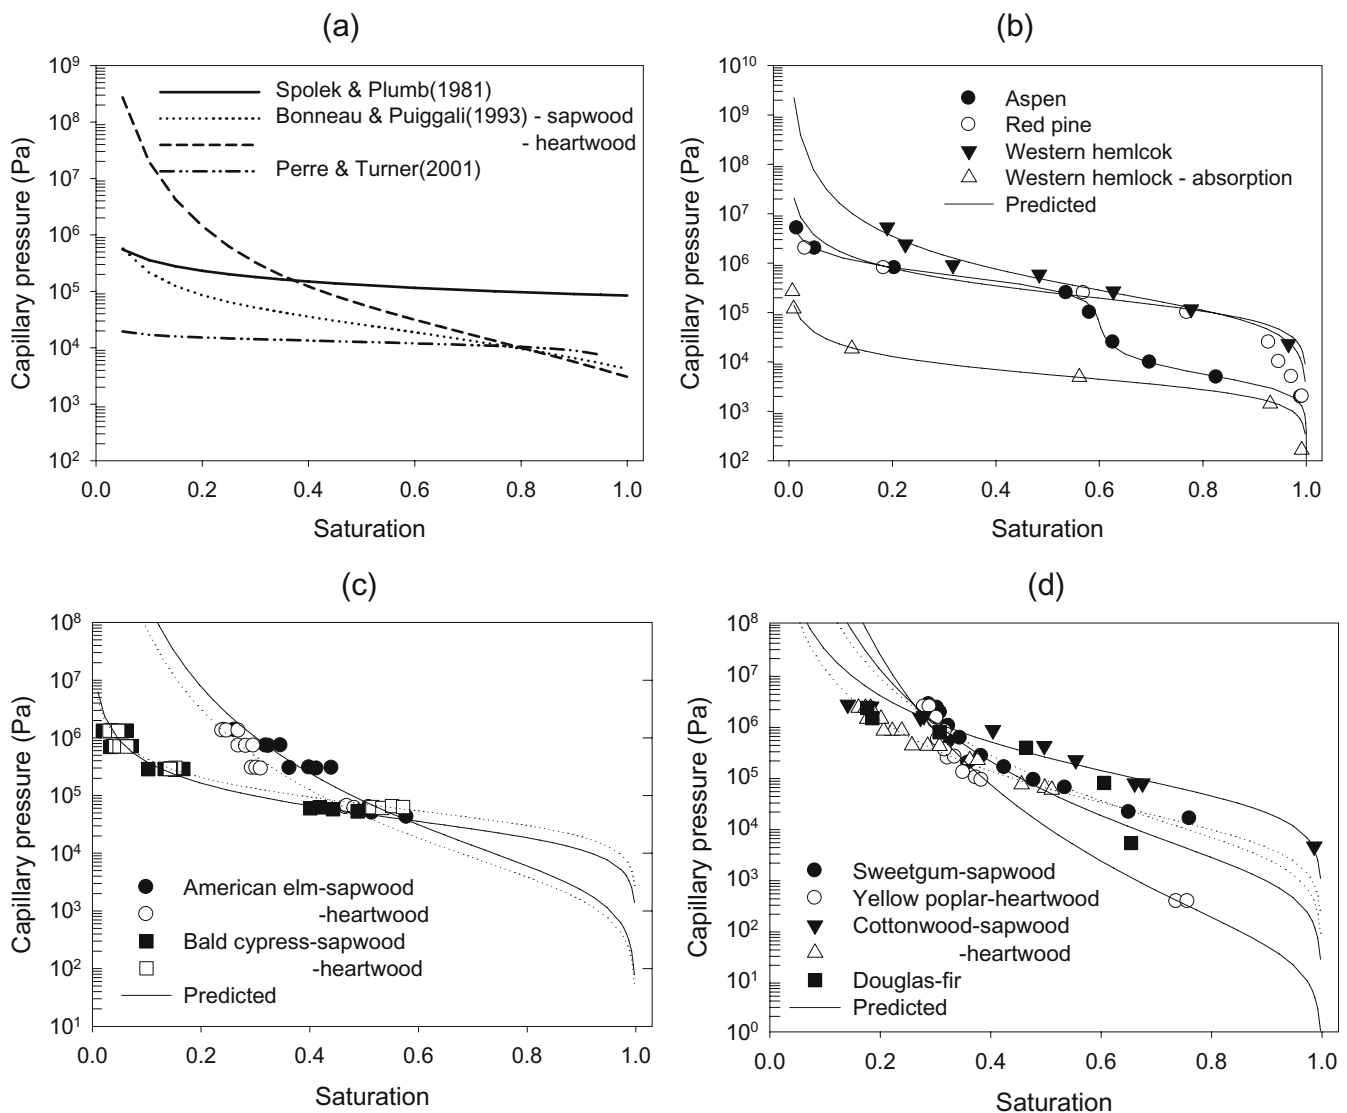 (a)
10⁹
10⁸
10⁷
10⁶
10⁵
10⁴
10³
10²
Capillary pressure (Pa)
Spolek & Plumb(1981)
Bonneau & Puiggali(1993) - sapwood
- heartwood
Perre & Turner(2001)
0.0 0.2 0.4 0.6 0.8 1.0
Saturation
(b)
10¹⁰
10⁹
10⁸
10⁷
10⁶
10⁵
10⁴
10³
10²
Capillary pressure (Pa)
Aspen
Red pine
Western hemlcok
Western hemlock - absorption
Predicted
0.0 0.2 0.4 0.6 0.8 1.0
Saturation
(c)
10⁸
10⁷
10⁶
10⁵
10⁴
10³
10²
10¹
Capillary pressure (Pa)
American elm-sapwood
-heartwood
Bald cypress-sapwood
-heartwood
Predicted
0.0 0.2 0.4 0.6 0.8 1.0
Saturation
(d)
10⁸
10⁷
10⁶
10⁵
10⁴
10³
10²
10¹
10⁰
Capillary pressure (Pa)
Sweetgum-sapwood
Yellow poplar-heartwood
Cottonwood-sapwood
-heartwood
Douglas-fir
Predicted
0.0 0.2 0.4 0.6 0.8 1.0
Saturation